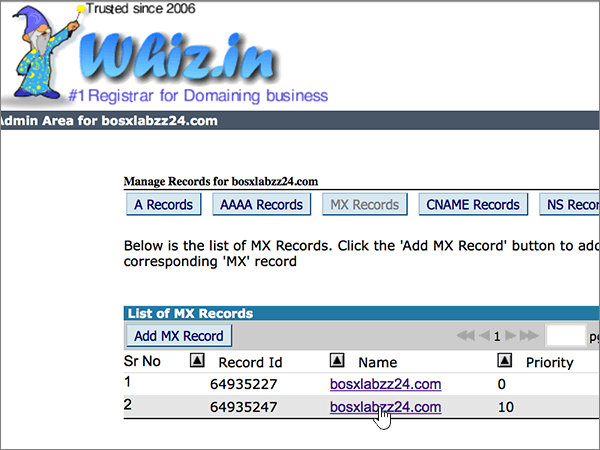 Trusted since 2006
Whiz.in
#1 Registrar for Domaining business
Admin Area for bosxlabzz24.com
Manage Records for bosxlabzz24.com
A Records AAAA Records MX Records CNAME Records NS Recor
Below is the list of MX Records. Click the 'Add MX Record' button to add
corresponding 'MX' record
List of MX Records
Add MX Record 1 pg
Sr No Record Id Name Priority
1 64935227 bosxlabzz24.com 0
2 64935247 bosxlabzz24.com 10